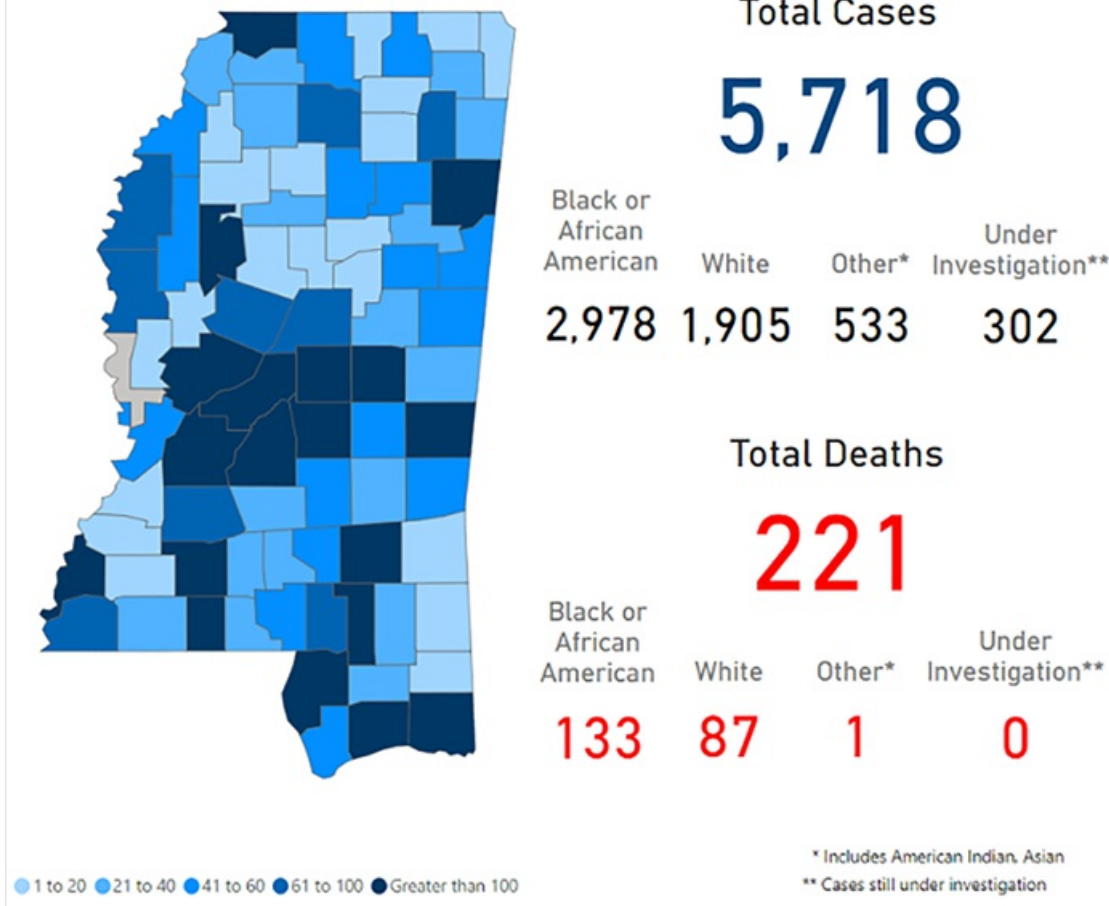 Total Cases
5,718
Black or
African
American
White
Other*
Under
Investigation**
2,978
1,905
533
302
Total Deaths
221
Black or
African
American
White
Other*
Under
Investigation**
133
87
1
0
* Includes American Indian, Asian
** Cases still under investigation
1 to 20
21 to 40
41 to 60
61 to 100
Greater than 100